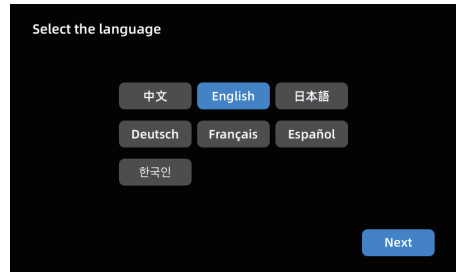 Select the language
中文 English 日本語
Deutsch Français Español
한국인
Next